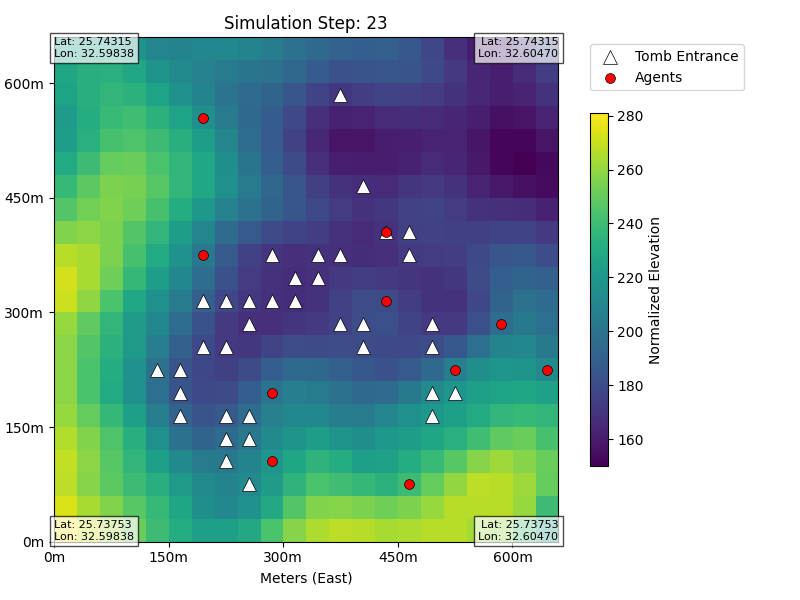 Simulation Step: 23
Lat: 25.74315
Lon: 32.59838
Lat: 25.74315
Lon: 32.60470
Tomb Entrance
Agents
600m
450m
300m
150m
0m
Lat: 25.73753
Lon: 32.59838
Lat: 25.73753
Lon: 32.60470
0m
150m
300m
450m
600m
Meters (East)
280
260
240
220
200
180
160
Normalized Elevation